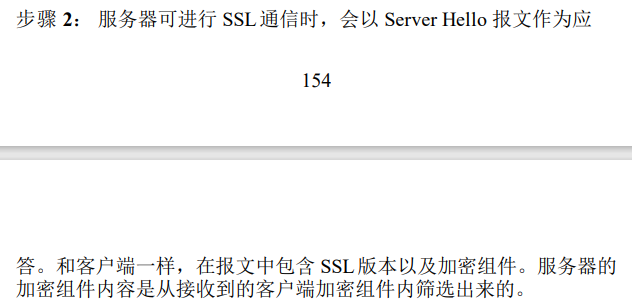 步骤 2： 服务器可进行 SSL 通信时，会以 Server Hello 报文作为应
154
答。和客户端一样，在报文中包含 SSL 版本以及加密组件。服务器的
加密组件内容是从接收到的客户端加密组件内筛选出来的。